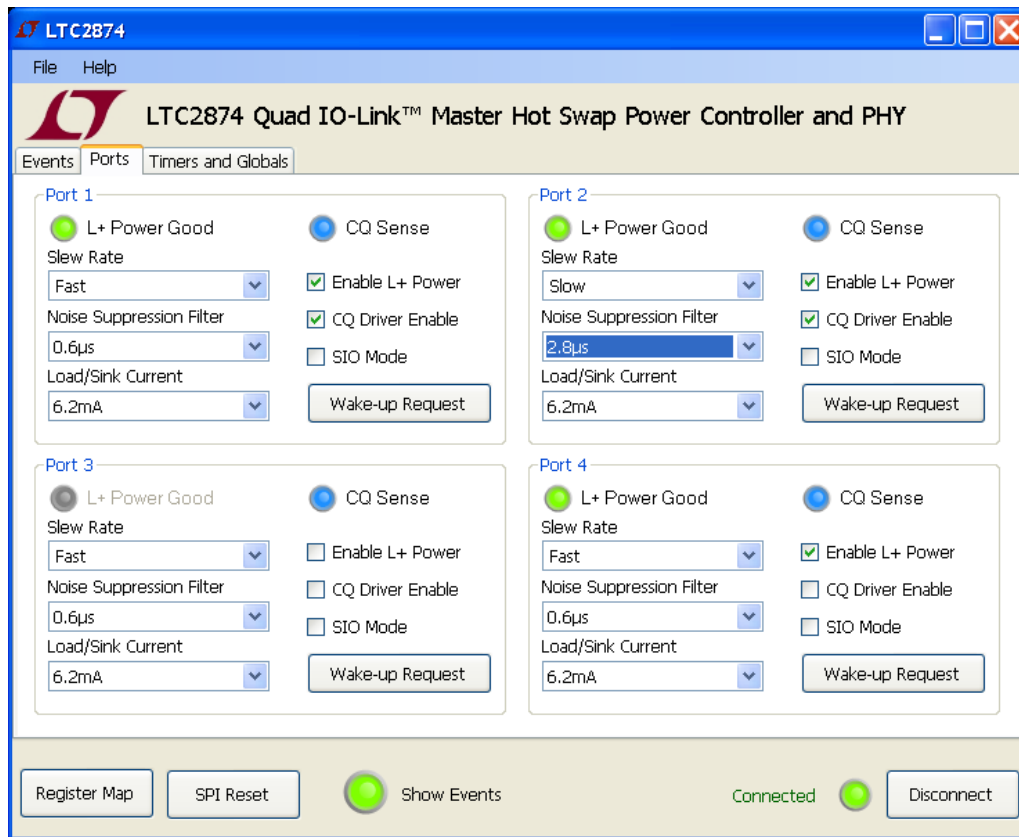 LTC2874
File Help
LTC2874 Quad IO-Link™ Master Hot Swap Power Controller and PHY
Events Ports Timers and Globals
Port 1
L+ Power Good CQ Sense
Slew Rate
Fast Enable L+ Power
Noise Suppression Filter CQ Driver Enable
0.6µs SIO Mode
Load/Sink Current
6.2mA Wake-up Request
Port 2
L+ Power Good CQ Sense
Slew Rate
Slow Enable L+ Power
Noise Suppression Filter CQ Driver Enable
2.8µs SIO Mode
Load/Sink Current
6.2mA Wake-up Request
Port 3
L+ Power Good CQ Sense
Slew Rate
Fast Enable L+ Power
Noise Suppression Filter CQ Driver Enable
0.6µs SIO Mode
Load/Sink Current
6.2mA Wake-up Request
Port 4
L+ Power Good CQ Sense
Slew Rate
Fast Enable L+ Power
Noise Suppression Filter CQ Driver Enable
0.6µs SIO Mode
Load/Sink Current
6.2mA Wake-up Request
Register Map SPI Reset Show Events Connected Disconnect